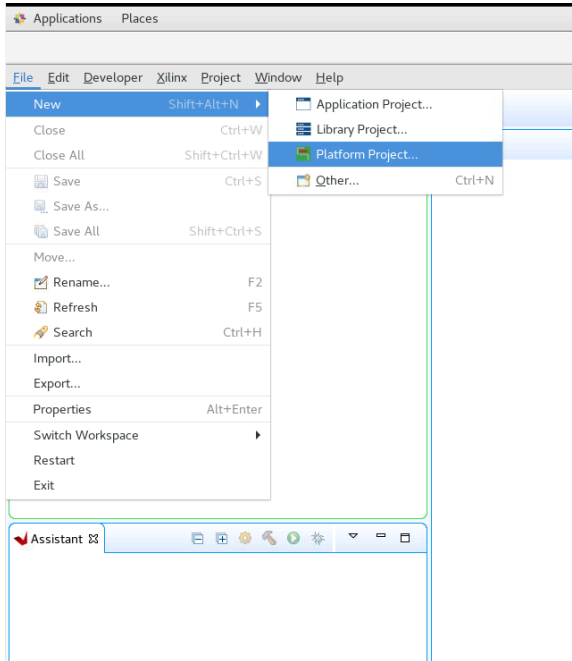 Applications Places
File Edit Developer Xilinx Project Window Help
New Shift+Alt+N
Application Project...
Close Ctrl+W
Library Project...
Close All Shift+Ctrl+W
Platform Project...
Save Ctrl+S
Other... Ctrl+N
Save As...
Save All Shift+Ctrl+S
Move...
Rename... F2
Refresh F5
Search Ctrl+H
Import...
Export...
Properties Alt+Enter
Switch Workspace
Restart
Exit
Assistant